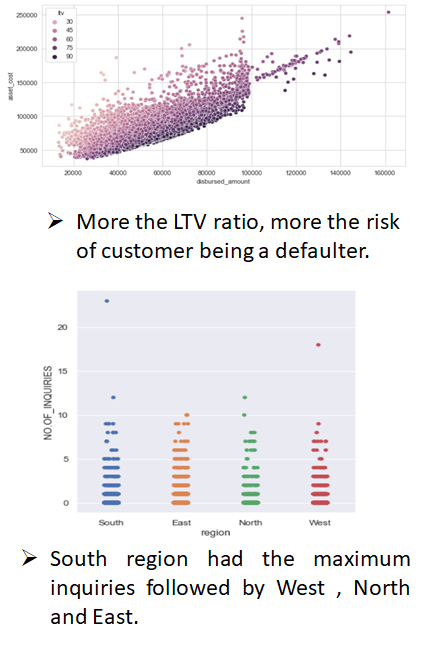 ltv
30
45
60
75
90
250000
200000
150000
100000
50000
asset_cost
20000 40000 60000 80000 100000 120000 140000 160000
disbursed_amount
➤ More the LTV ratio, more the risk
of customer being a defaulter.
20
15
10
5
0
NO.OF_INQUIRIES
South East North West
region
➤ South region had the maximum
inquiries followed by West , North
and East.